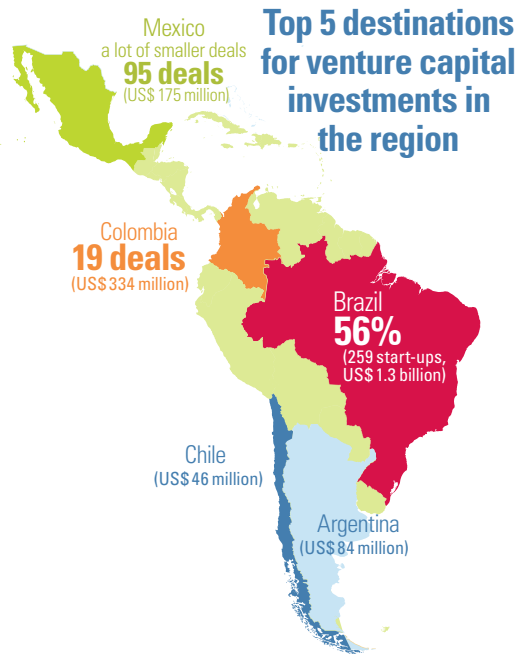 Top 5 destinations
for venture capital
investments in
the region
Mexico
a lot of smaller deals
95 deals
(US$ 175 million)
Colombia
19 deals
(US$ 334 million)
Brazil
56%
(259 start-ups,
US$ 1.3 billion)
Chile
(US$ 46 million)
Argentina
(US$ 84 million)